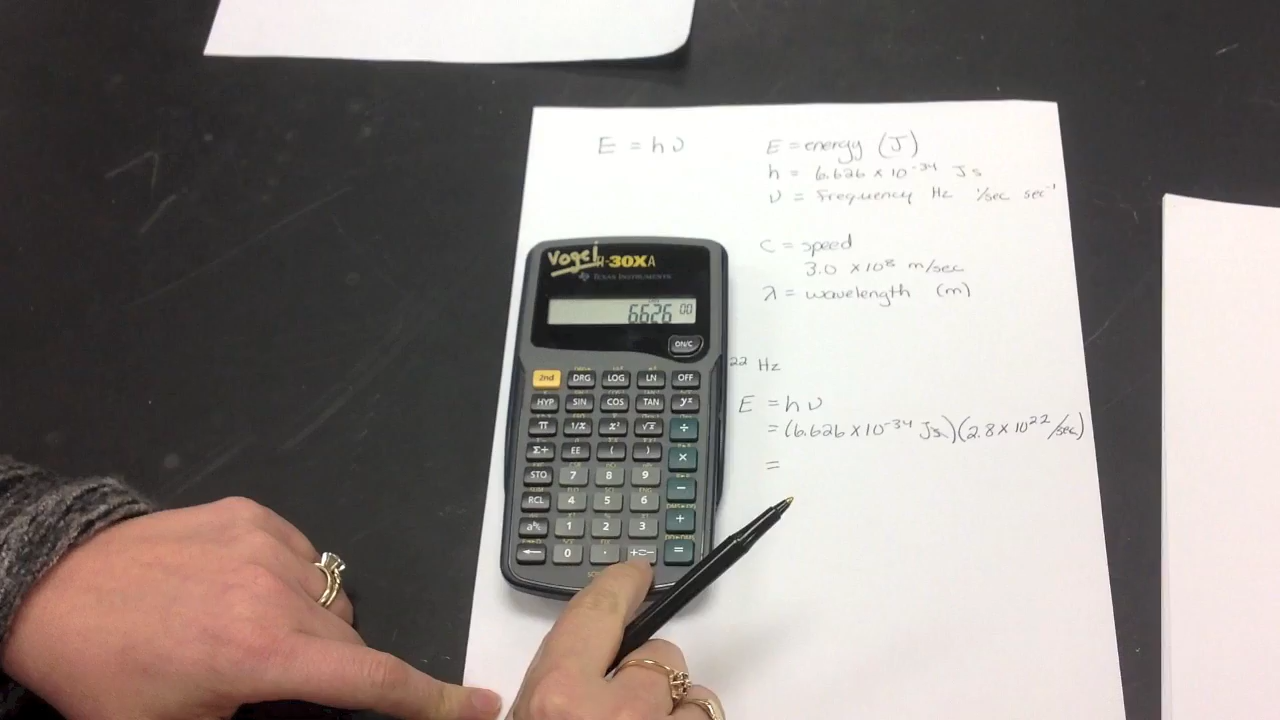 E = hν
E = energy (J)
h = 6.626 x 10⁻³⁴ Js
ν = frequency Hz 1/sec sec⁻¹
C = speed
3.0 x10⁸ m/sec
λ = wavelength (m)
Vogel
-30XA
TEXAS INSTRUMENTS
6.626 00
ON/C
22 Hz
2nd DRG LOG LN OFF
HYP SIN COS TAN yˣ
π 1/x x² √x ÷
Σ+ EE ( ) ×
STO 7 8 9 −
RCL 4 5 6 +
aᵇ/c 1 2 3
← 0 . +⇆− =
E = hν
= (6.626 x 10⁻³⁴ Js)(2.8 x 10²² /sec)
=